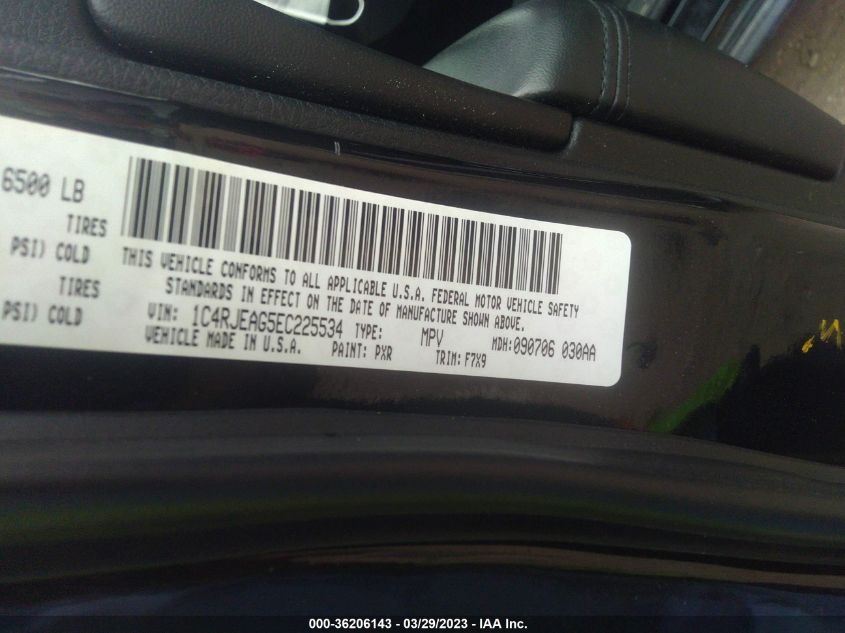 6500 LB
TIRES
PSI) COLD
TIRES
PSI) COLD
THIS VEHICLE CONFORMS TO ALL APPLICABLE U.S.A. FEDERAL MOTOR VEHICLE SAFETY
STANDARDS IN EFFECT ON THE DATE OF MANUFACTURE SHOWN ABOVE.
VIN: 1C4RJEAG5EC225534 TYPE: MPV MDH:090706 030AA
VEHICLE MADE IN U.S.A. PAINT: PXR TRIM: F7X9
000-36206143 - 03/29/2023 - IAA Inc.